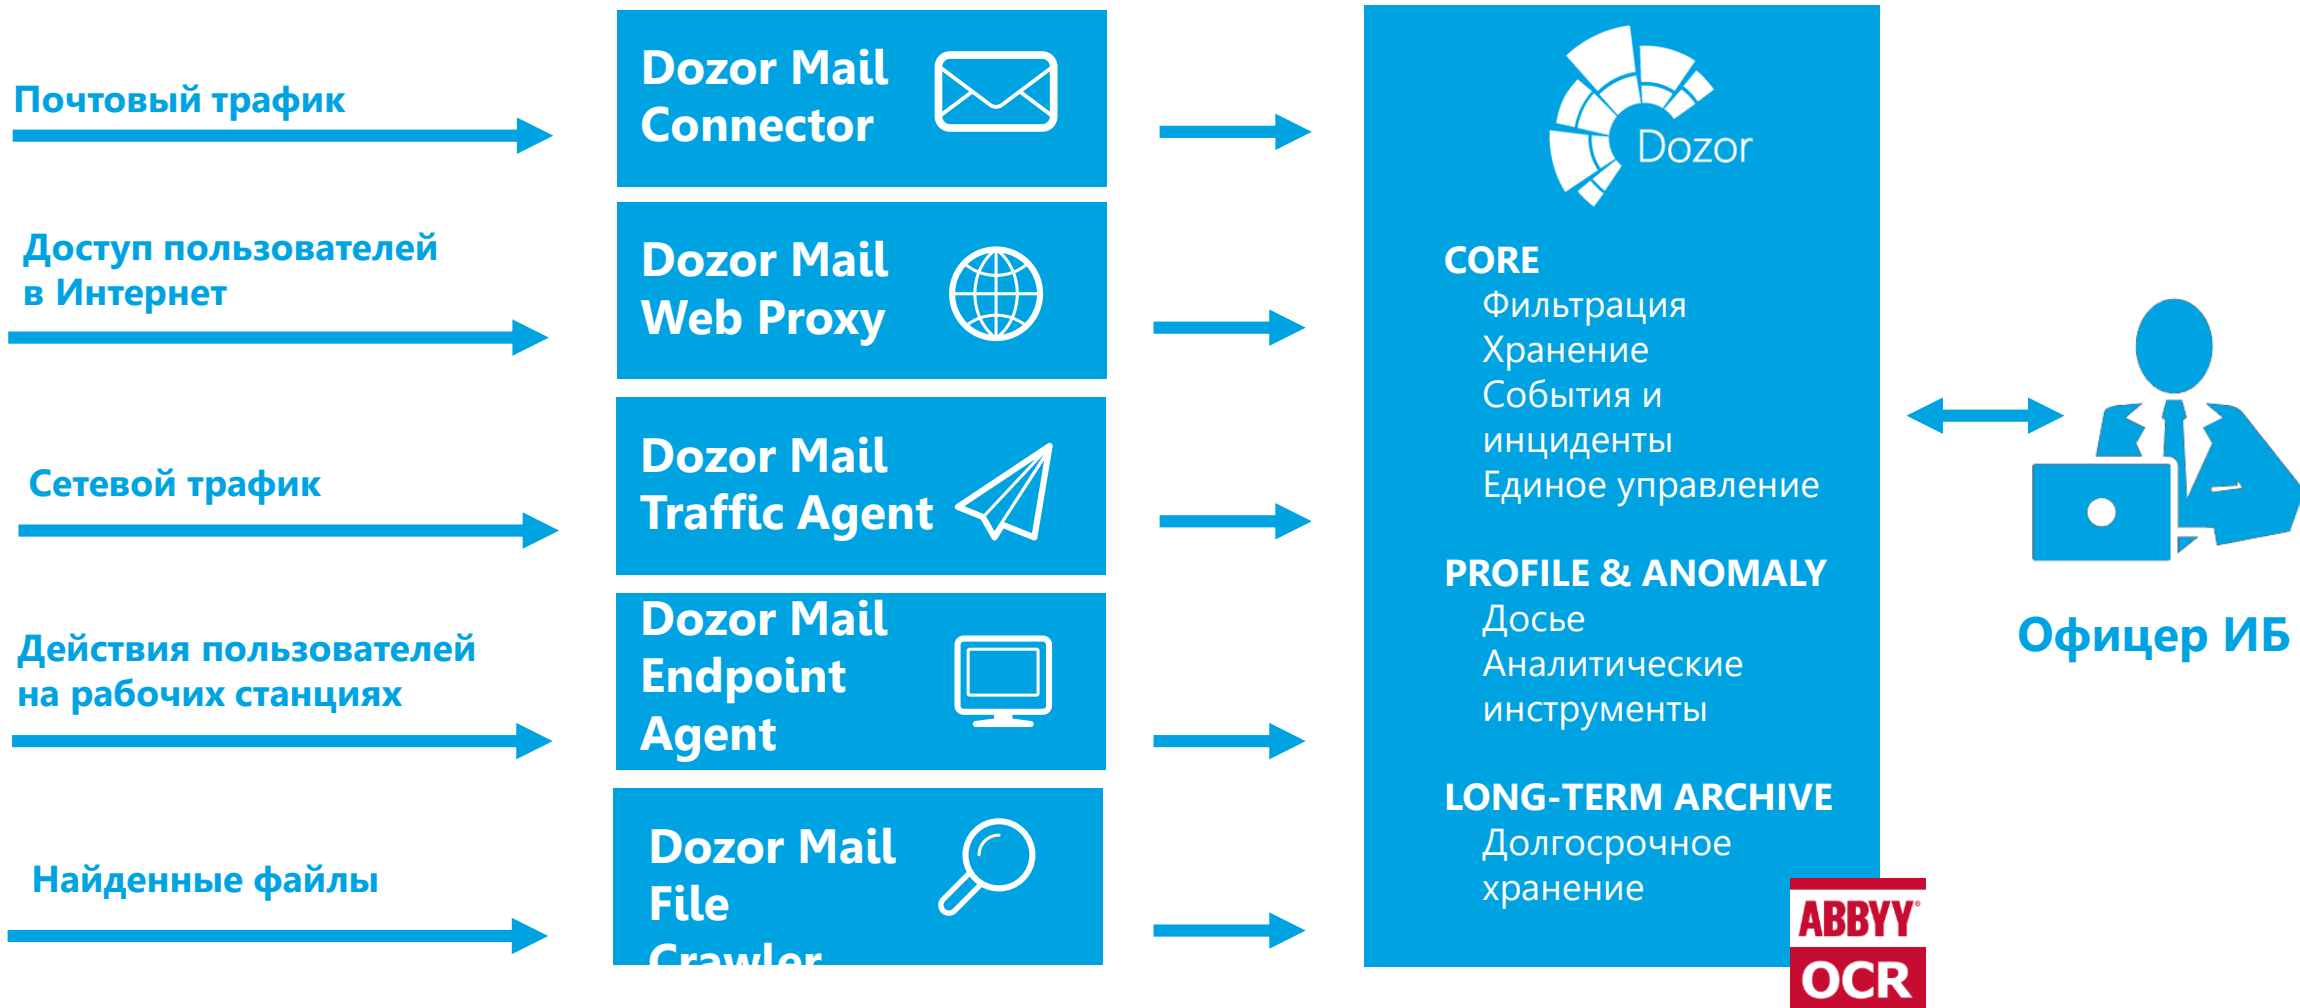 Почтовый трафик
Dozor Mail
Connector
Доступ пользователей
в Интернет
Dozor Mail
Web Proxy
Сетевой трафик
Dozor Mail
Traffic Agent
Действия пользователей
на рабочих станциях
Dozor Mail
Endpoint
Agent
Найденные файлы
Dozor Mail
File
Crawler
Dozor
CORE
Фильтрация
Хранение
События и
инциденты
Единое управление
PROFILE & ANOMALY
Досье
Аналитические
инструменты
LONG-TERM ARCHIVE
Долгосрочное
хранение
ABBYY®
OCR
Офицер ИБ